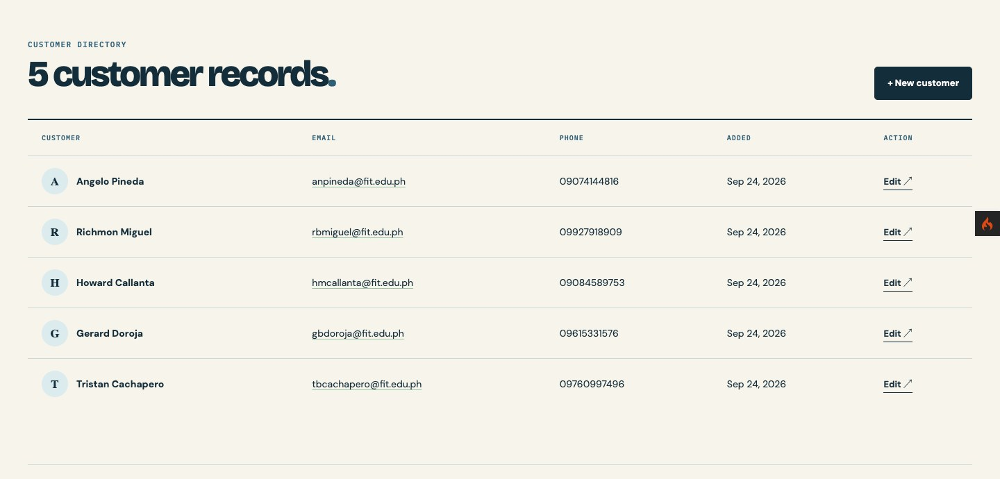 CUSTOMER DIRECTORY
5 customer records.
+ New customer
CUSTOMER EMAIL PHONE ADDED ACTION
A Angelo Pineda anpineda@fit.edu.ph 09074144816 Sep 24, 2026 Edit ↗
R Richmon Miguel rbmiguel@fit.edu.ph 09927918909 Sep 24, 2026 Edit ↗
H Howard Callanta hmcallanta@fit.edu.ph 09084589753 Sep 24, 2026 Edit ↗
G Gerard Doroja gbdoroja@fit.edu.ph 09615331576 Sep 24, 2026 Edit ↗
T Tristan Cachapero tbcachapero@fit.edu.ph 09760997496 Sep 24, 2026 Edit ↗